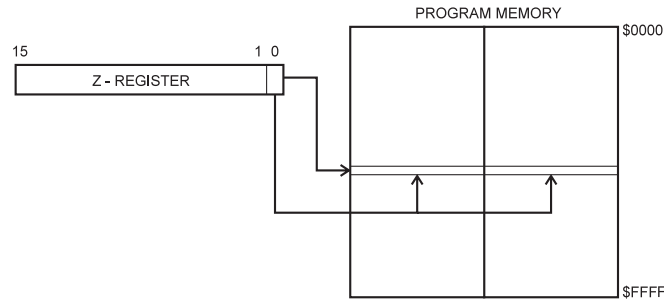 PROGRAM MEMORY
$0000
15 1 0
Z - REGISTER
$FFFF